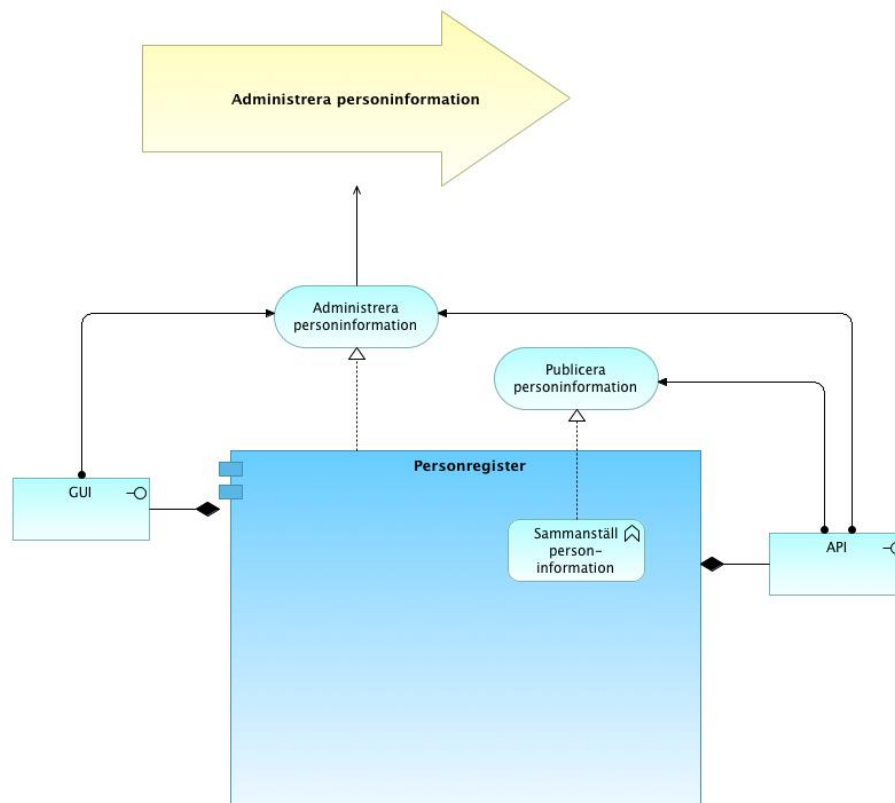 Administrera personinformation
Administrera
personinformation
Publicera
personinformation
Personregister
GUI
Sammanställ
person-
information
API